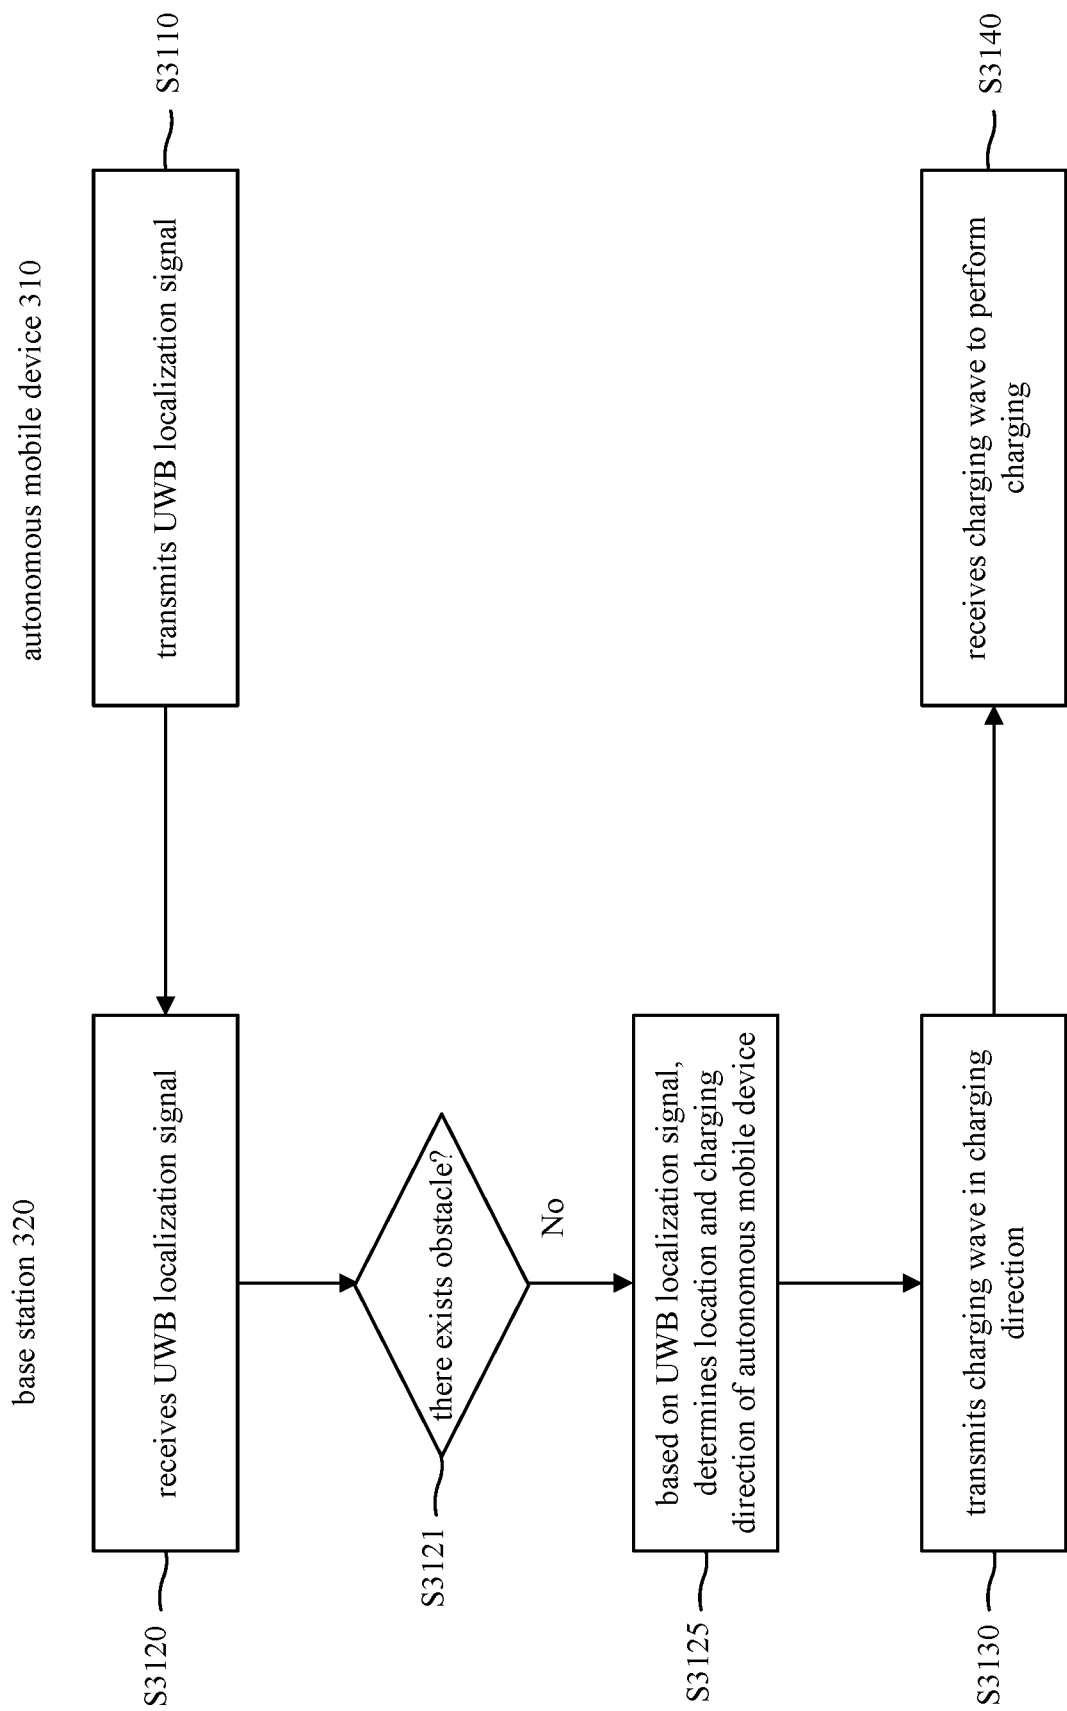 base station 320
autonomous mobile device 310
S3120
receives UWB localization signal
transmits UWB localization signal
S3110
S3121
there exists obstacle?
No
S3125
based on UWB localization signal,
determines location and charging
direction of autonomous mobile device
S3130
transmits charging wave in charging
direction
receives charging wave to perform
charging
S3140